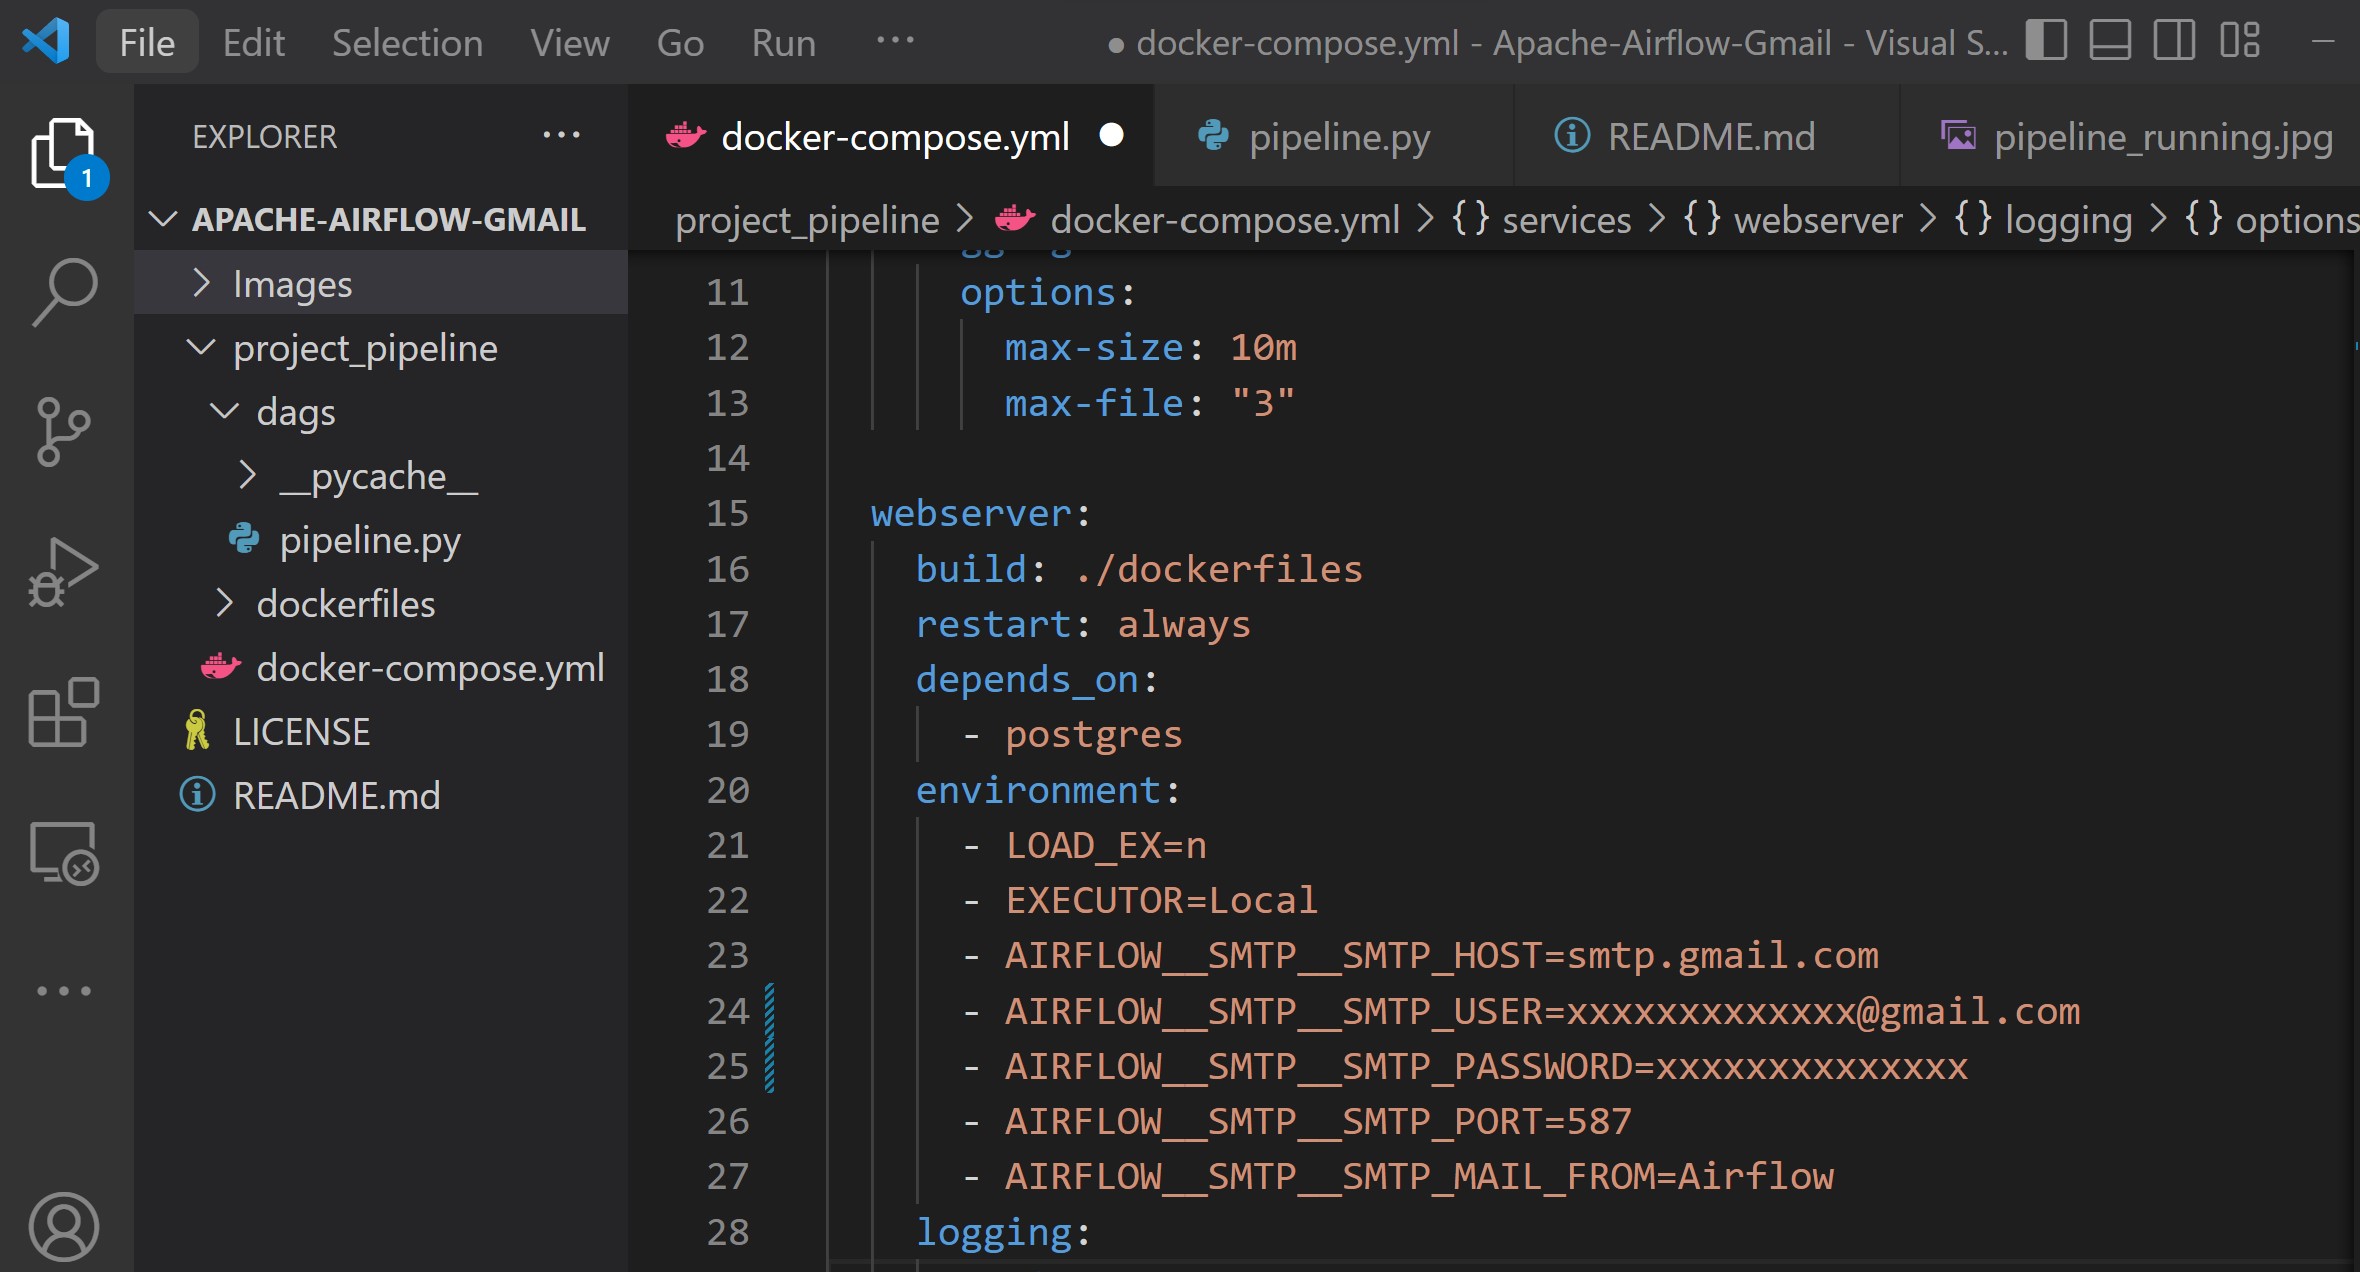 File Edit Selection View Go Run ··· ● docker-compose.yml - Apache-Airflow-Gmail - Visual S...
EXPLORER ···
docker-compose.yml ● pipeline.py README.md pipeline_running.jpg
1
APACHE-AIRFLOW-GMAIL
project_pipeline > docker-compose.yml > {} services > {} webserver > {} logging > {} options
Images
project_pipeline
dags
__pycache__
pipeline.py
dockerfiles
docker-compose.yml
LICENSE
README.md
11 options:
12 max-size: 10m
13 max-file: "3"
14
15 webserver:
16 build: ./dockerfiles
17 restart: always
18 depends_on:
19 - postgres
20 environment:
21 - LOAD_EX=n
22 - EXECUTOR=Local
23 - AIRFLOW__SMTP__SMTP_HOST=smtp.gmail.com
24 - AIRFLOW__SMTP__SMTP_USER=xxxxxxxxxxxxx@gmail.com
25 - AIRFLOW__SMTP__SMTP_PASSWORD=xxxxxxxxxxxxxx
26 - AIRFLOW__SMTP__SMTP_PORT=587
27 - AIRFLOW__SMTP__SMTP_MAIL_FROM=Airflow
28 logging: